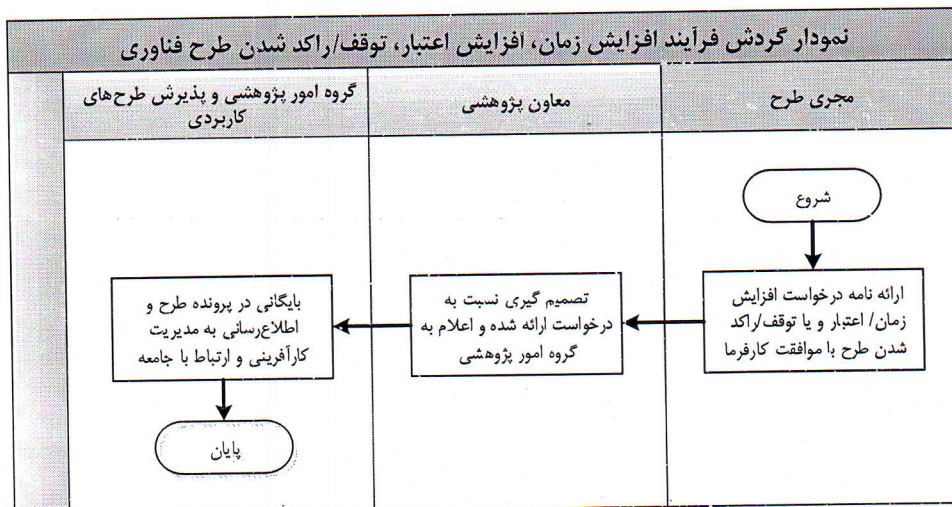 نمودار گردش فرآیند افزایش زمان، افزایش اعتبار، توقف/راکد شدن طرح فناوری
مجری طرح
معاون پژوهشی
گروه امور پژوهشی و پذیرش طرح‌های
کاربردی
شروع
ارائه نامه درخواست افزایش
زمان/ اعتبار و یا توقف/راکد
شدن طرح با موافقت کارفرما
تصمیم گیری نسبت به
درخواست ارائه شده و اعلام به
گروه امور پژوهشی
بایگانی در پرونده طرح و
اطلاع‌رسانی به مدیریت
کارآفرینی و ارتباط با جامعه
پایان